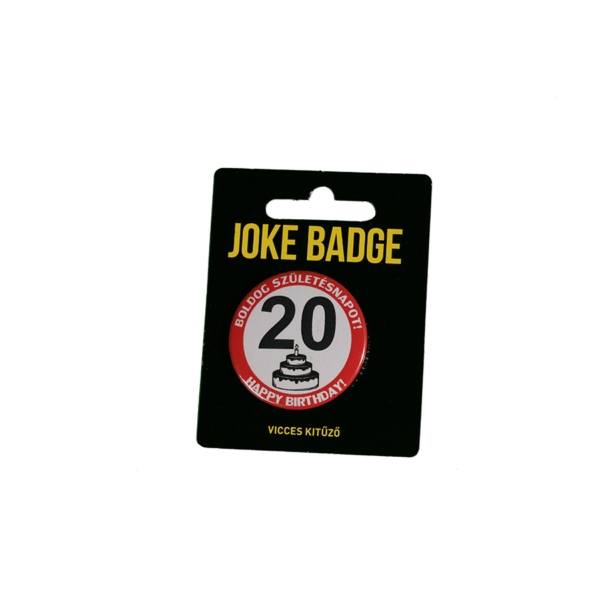 JOKE BADGE
BOLDOG SZÜLETÉSNAPOT!
20
HAPPY BIRTHDAY!
VICCES KITŰZŐ